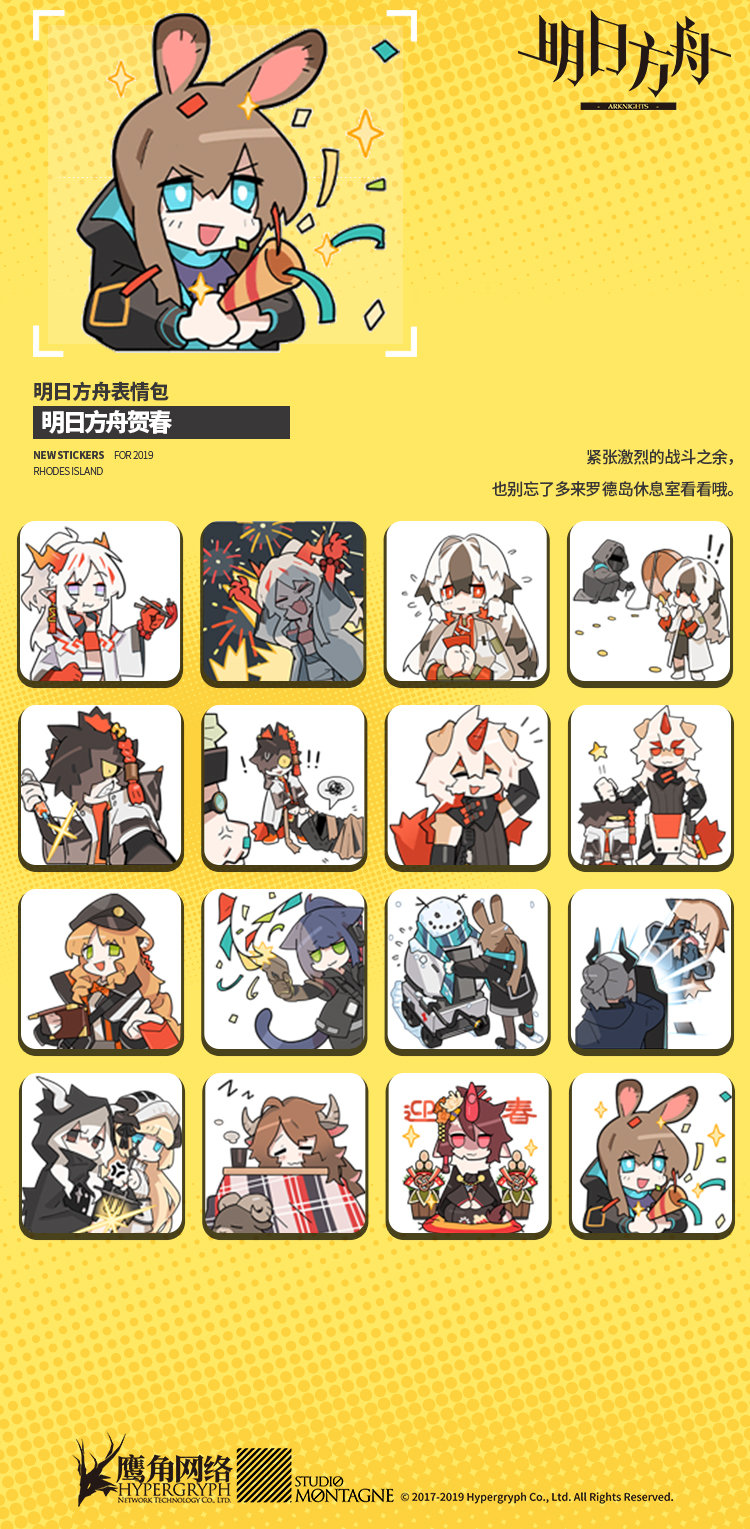 明日方舟
- ARKNIGHTS -
明日方舟表情包
明日方舟贺春
NEW STICKERS FOR 2019
RHODES ISLAND
紧张激烈的战斗之余，
也别忘了多来罗德岛休息室看看哦。
!!
! !!
迎 春
鹰角网络
HYPERGRYPH
NETWORK TECHNOLOGY CO., LTD.
STUDIO
MØNTAGNE
© 2017-2019 Hypergryph Co., Ltd. All Rights Reserved.